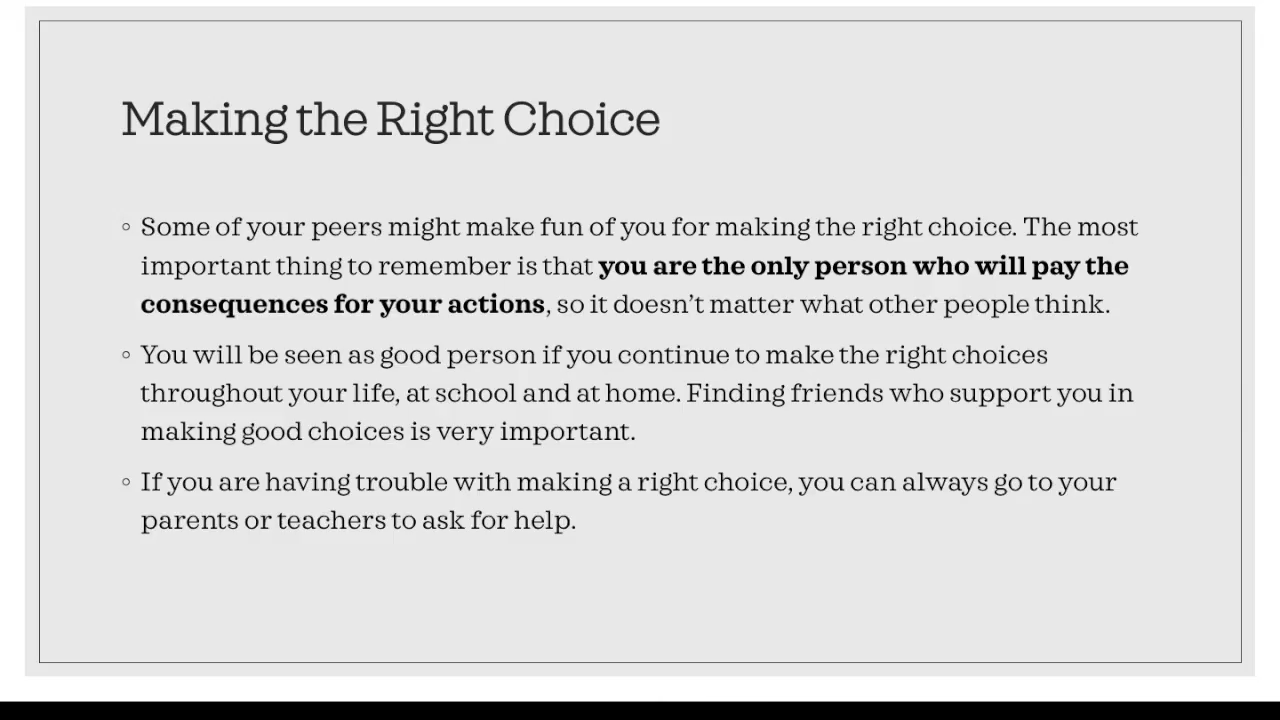 Making the Right Choice
◦ Some of your peers might make fun of you for making the right choice. The most
important thing to remember is that you are the only person who will pay the
consequences for your actions, so it doesn’t matter what other people think.
◦ You will be seen as good person if you continue to make the right choices
throughout your life, at school and at home. Finding friends who support you in
making good choices is very important.
◦ If you are having trouble with making a right choice, you can always go to your
parents or teachers to ask for help.